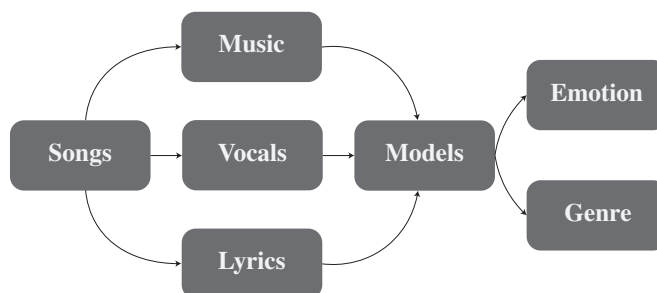 Music
Emotion
Songs
Vocals
Models
Genre
Lyrics